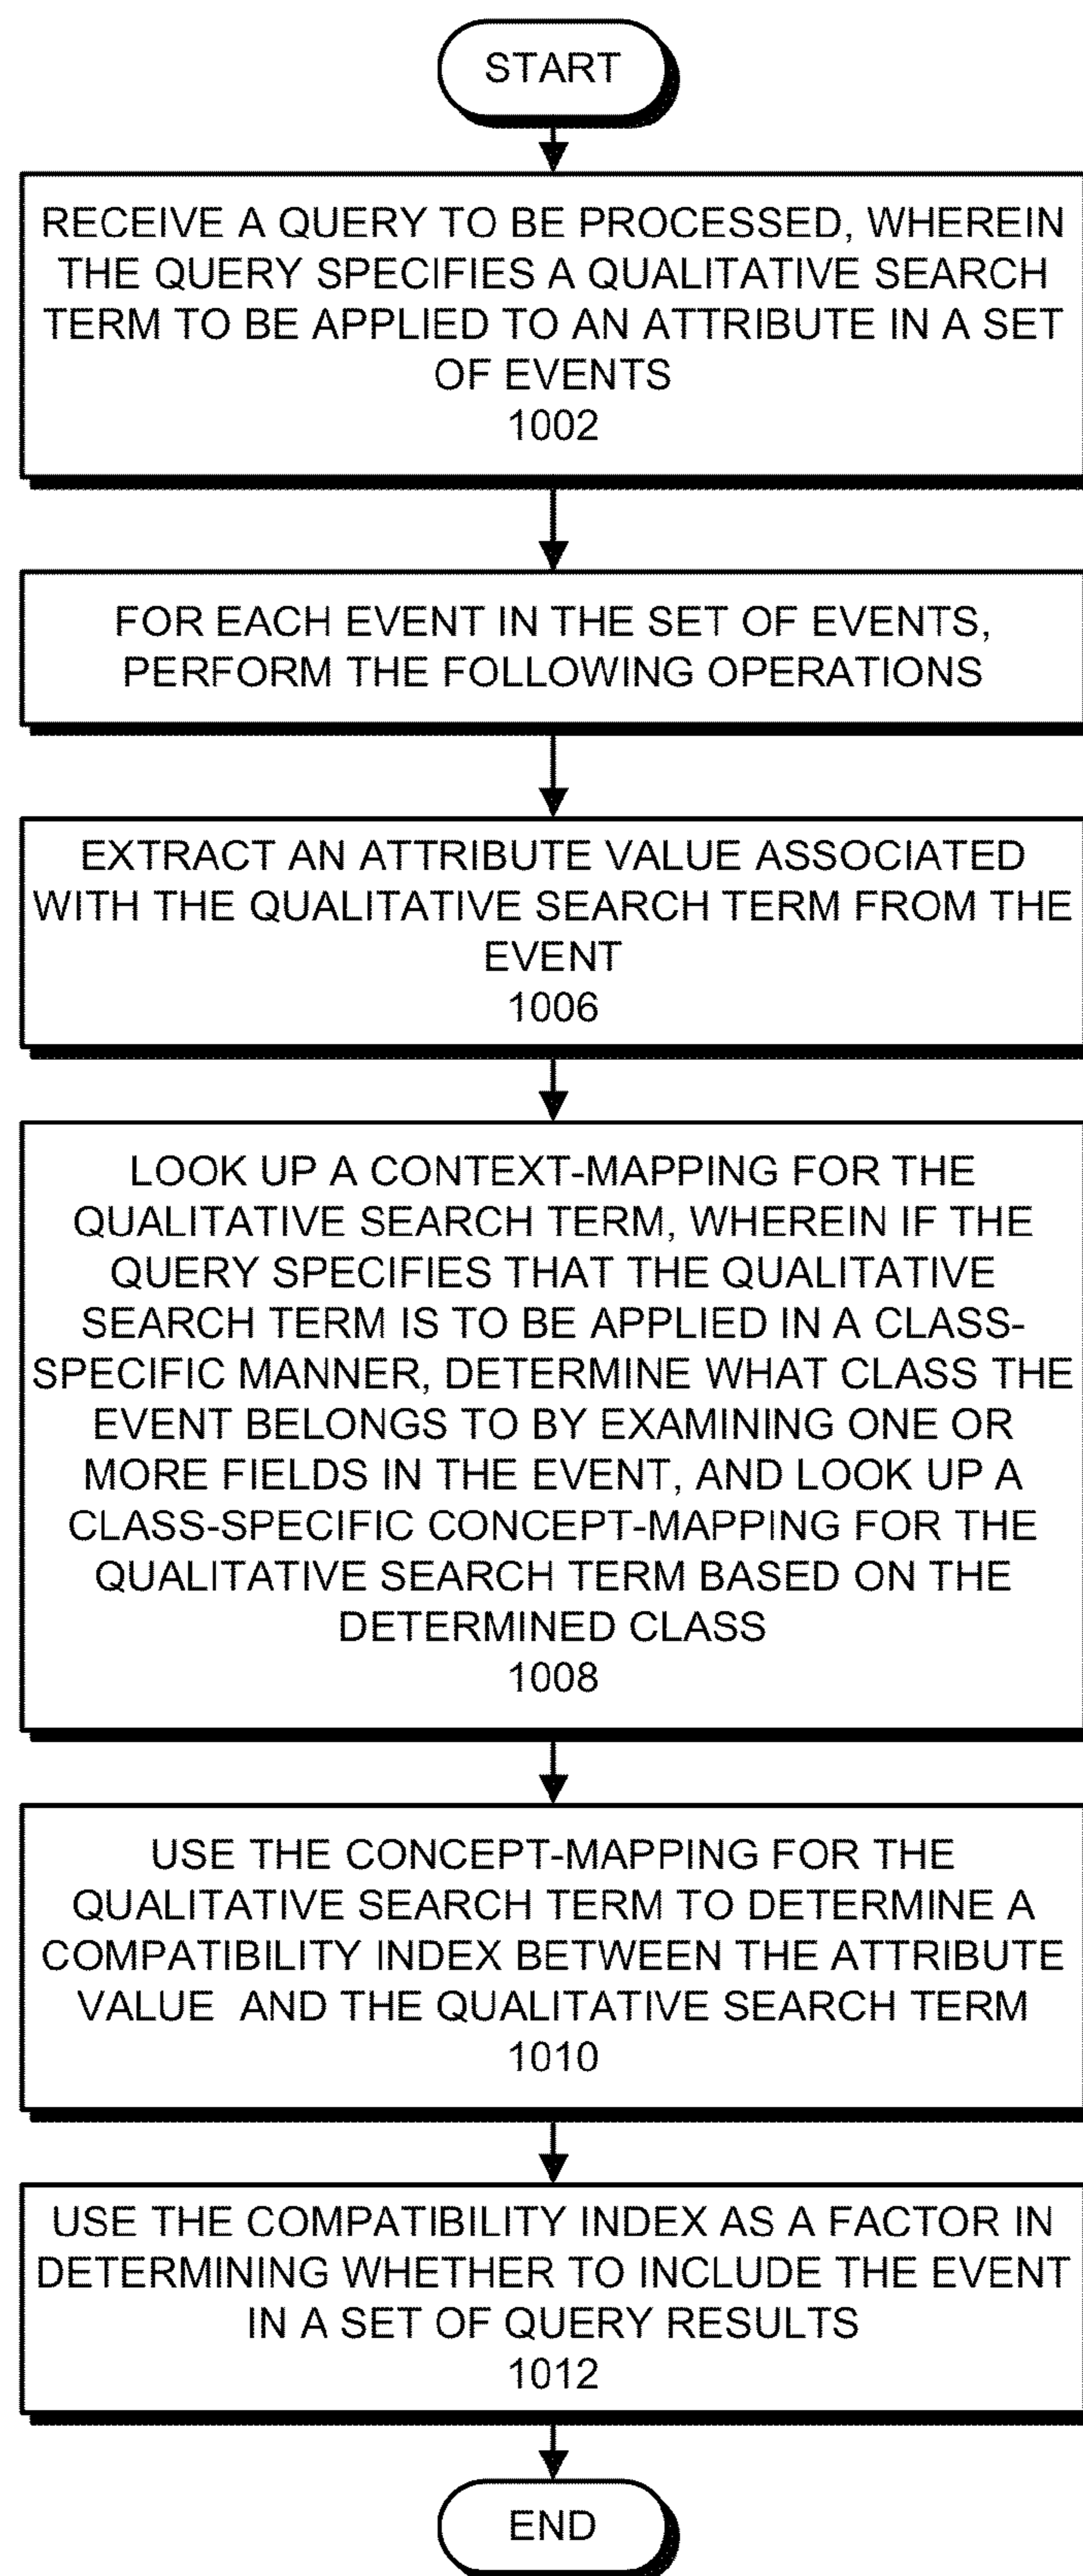 START
RECEIVE A QUERY TO BE PROCESSED, WHEREIN
THE QUERY SPECIFIES A QUALITATIVE SEARCH
TERM TO BE APPLIED TO AN ATTRIBUTE IN A SET
OF EVENTS
1002
FOR EACH EVENT IN THE SET OF EVENTS,
PERFORM THE FOLLOWING OPERATIONS
EXTRACT AN ATTRIBUTE VALUE ASSOCIATED
WITH THE QUALITATIVE SEARCH TERM FROM THE
EVENT
1006
LOOK UP A CONTEXT-MAPPING FOR THE
QUALITATIVE SEARCH TERM, WHEREIN IF THE
QUERY SPECIFIES THAT THE QUALITATIVE
SEARCH TERM IS TO BE APPLIED IN A CLASS-
SPECIFIC MANNER, DETERMINE WHAT CLASS THE
EVENT BELONGS TO BY EXAMINING ONE OR
MORE FIELDS IN THE EVENT, AND LOOK UP A
CLASS-SPECIFIC CONCEPT-MAPPING FOR THE
QUALITATIVE SEARCH TERM BASED ON THE
DETERMINED CLASS
1008
USE THE CONCEPT-MAPPING FOR THE
QUALITATIVE SEARCH TERM TO DETERMINE A
COMPATIBILITY INDEX BETWEEN THE ATTRIBUTE
VALUE  AND THE QUALITATIVE SEARCH TERM
1010
USE THE COMPATIBILITY INDEX AS A FACTOR IN
DETERMINING WHETHER TO INCLUDE THE EVENT
IN A SET OF QUERY RESULTS
1012
END